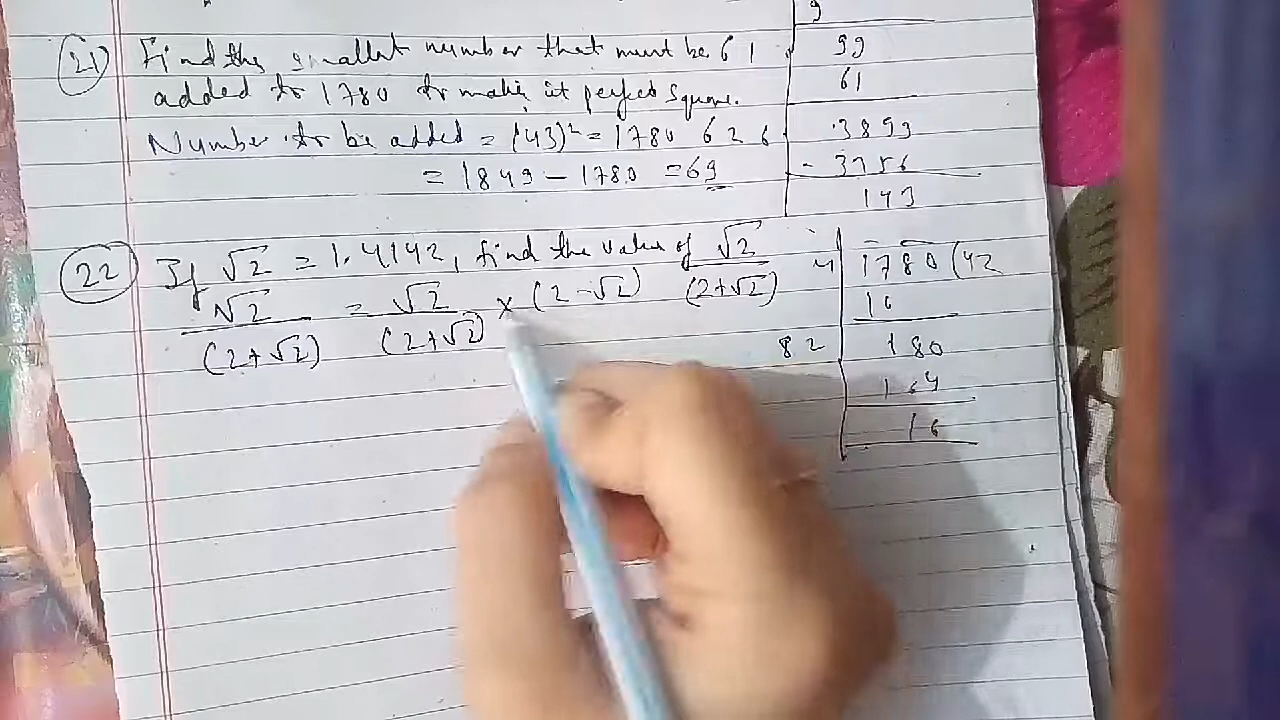 (21) Find the smallest number that must be 61
added to 1780 to make it perfect square.
Number to be added = (43)² = 1780 626
= 1849 - 1780 = 69
9
99
61
3893
- 3756
143
(22) If √2 = 1.4142, find the value of √2
(2+√2)
√2 = √2 × (2-√2)
(2+√2) (2+√2)
4 1780 (42
16
82 180
164
16